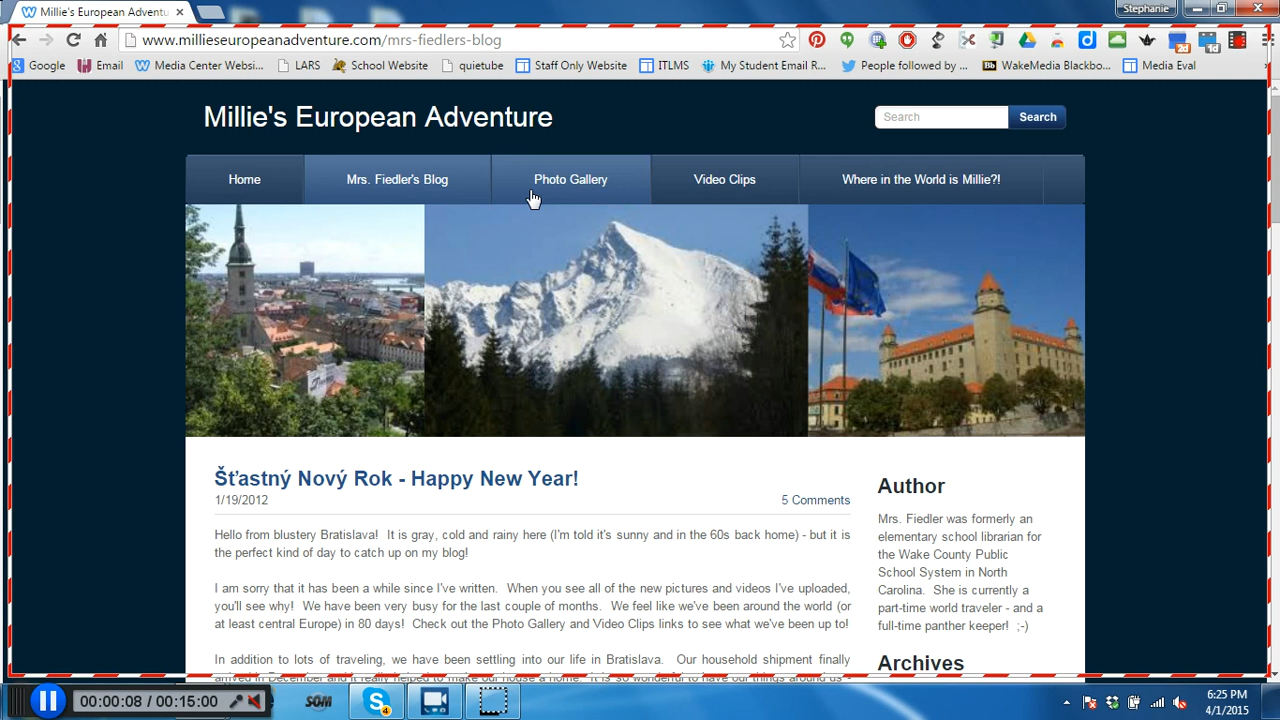 Millie's European Adventu
Stephanie
www.millieseuropeanadventure.com/mrs-fiedlers-blog
2d
1d
Google
Email
Media Center Websi...
LARS
School Website
quietube
Staff Only Website
ITLMS
My Student Email R...
People followed by ...
Bb
WakeMedia Blackbo...
Media Eval
Millie's European Adventure
Search
Search
Home
Mrs. Fiedler's Blog
Photo Gallery
Video Clips
Where in the World is Millie?!
Šťastný Nový Rok - Happy New Year!
1/19/2012
5 Comments
Hello from blustery Bratislava! It is gray, cold and rainy here (I'm told it's sunny and in the 60s back home) - but it is
the perfect kind of day to catch up on my blog!
I am sorry that it has been a while since I've written. When you see all of the new pictures and videos I've uploaded,
you'll see why! We have been very busy for the last couple of months. We feel like we've been around the world (or
at least central Europe) in 80 days! Check out the Photo Gallery and Video Clips links to see what we've been up to!
In addition to lots of traveling, we have been settling into our life in Bratislava. Our household shipment finally
arrived in December and it really helped to make our house a home. It is so wonderful to have our things around us -
Author
Mrs. Fiedler was formerly an
elementary school librarian for
the Wake County Public
School System in North
Carolina. She is currently a
part-time world traveler - and a
full-time panther keeper! ;-)
Archives
00:00:08 / 00:15:00
SOM
4
6:25 PM
4/1/2015